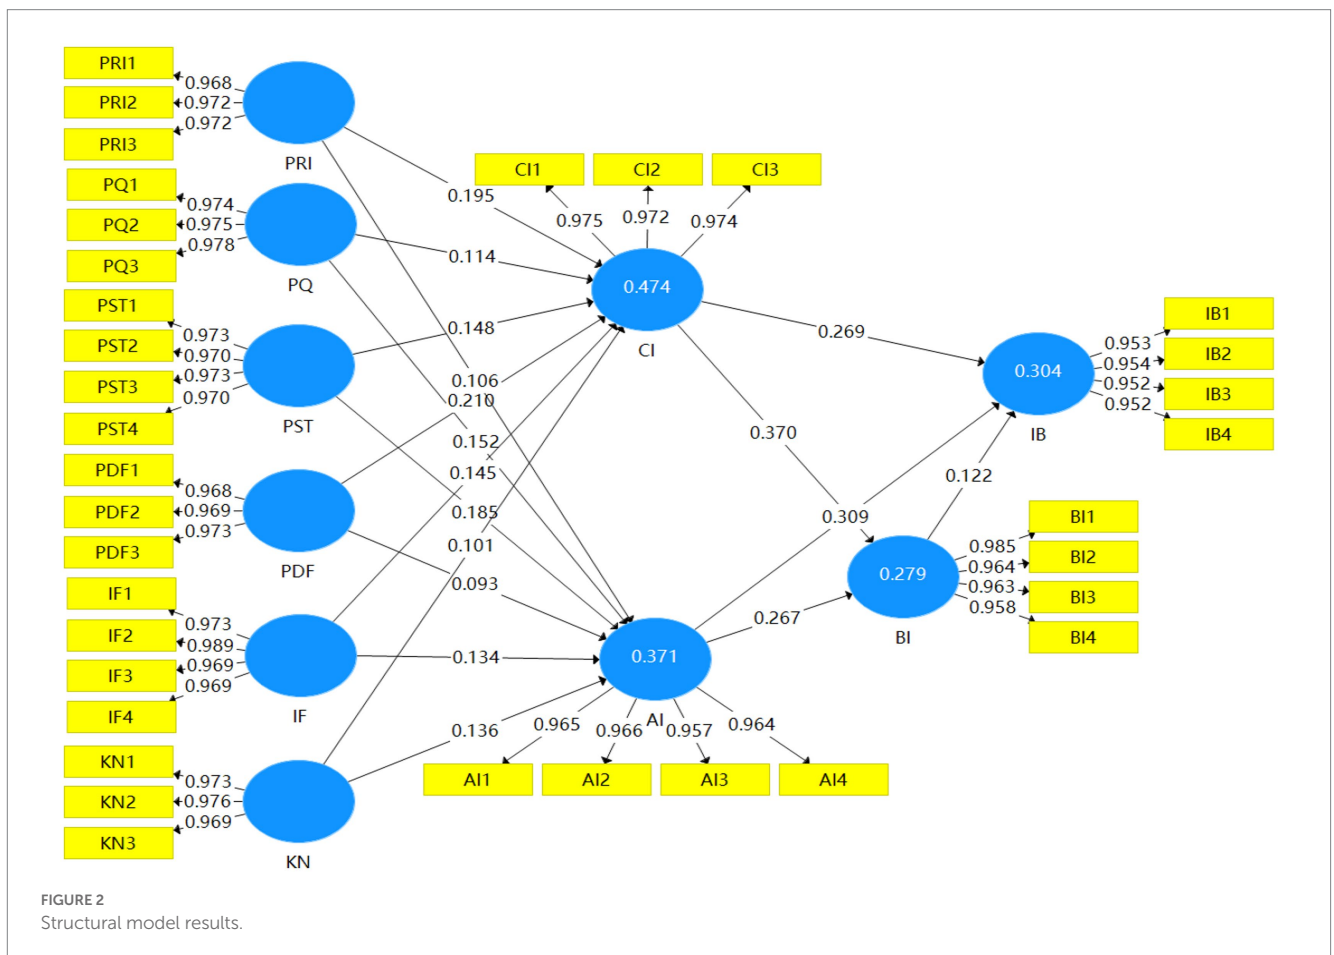 PRI1
PRI2
PRI3
0.968
0.972
0.972
PRI
PQ1
PQ2
PQ3
0.974
0.975
0.978
PQ
PST1
PST2
PST3
PST4
0.973
0.970
0.973
0.970
PST
PDF1
PDF2
PDF3
0.968
0.969
0.973
PDF
IF1
IF2
IF3
IF4
0.973
0.989
0.969
0.969
IF
KN1
KN2
KN3
0.973
0.976
0.969
KN
0.195
0.114
0.148
0.106
0.210
0.152
0.145
0.185
0.101
0.093
0.134
0.136
CI1
CI2
CI3
0.975
0.972
0.974
0.474
CI
0.371
AI
0.965
0.966
0.957
0.964
AI1
AI2
AI3
AI4
0.269
0.370
0.309
0.267
0.122
0.304
IB
0.953
0.954
0.952
0.952
IB1
IB2
IB3
IB4
0.279
BI
0.985
0.964
0.963
0.958
BI1
BI2
BI3
BI4
FIGURE 2
Structural model results.